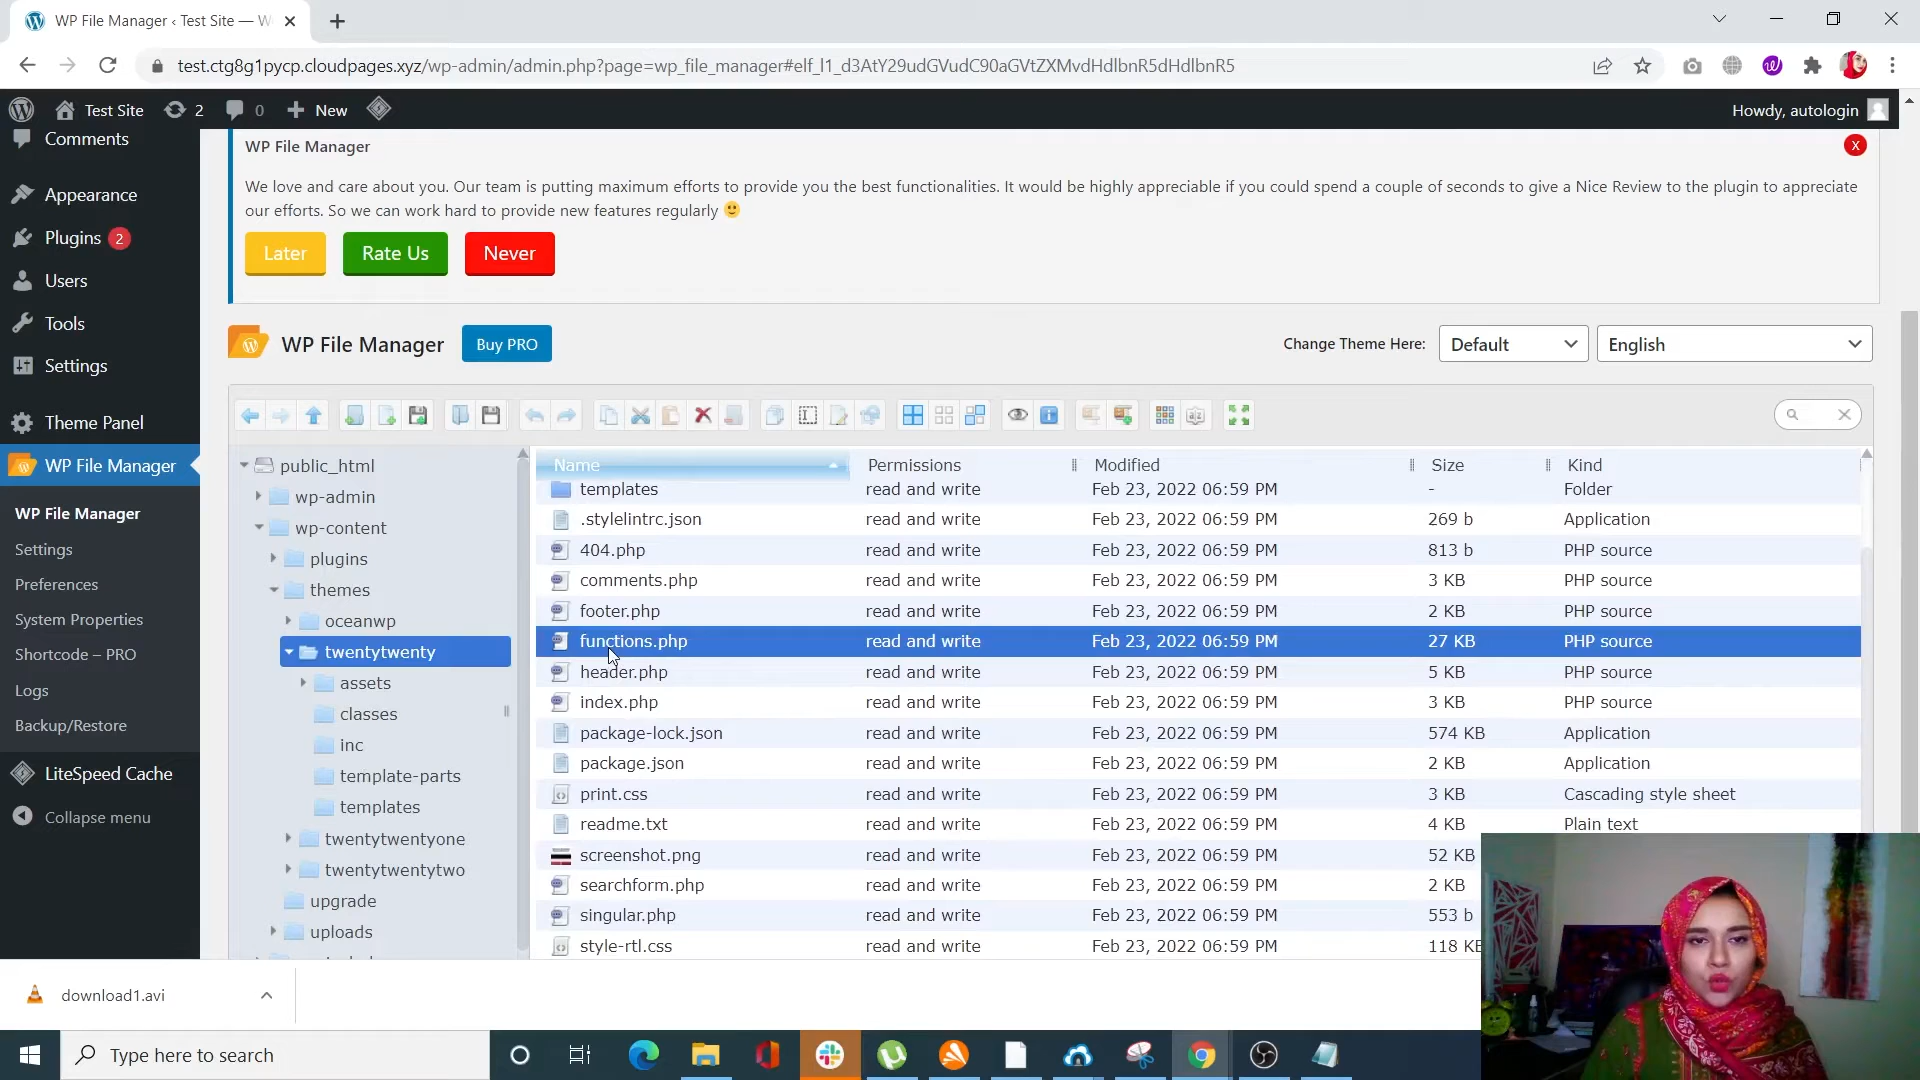 WP File Manager ‹ Test Site — W
test.ctg8g1pycp.cloudpages.xyz/wp-admin/admin.php?page=wp_file_manager#elf_l1_d3AtY29udGVudC90aGVtZXMvdHdlbnR5dHdlbnR5
Test Site 2 0 New Howdy, autologin
Comments
Appearance
Plugins 2
Users
Tools
Settings
Theme Panel
WP File Manager
WP File Manager
Settings
Preferences
System Properties
Shortcode – PRO
Logs
Backup/Restore
LiteSpeed Cache
Collapse menu
WP File Manager
X
We love and care about you. Our team is putting maximum efforts to provide you the best functionalities. It would be highly appreciable if you could spend a couple of seconds to give a Nice Review to the plugin to appreciate
our efforts. So we can work hard to provide new features regularly 🙂
Later Rate Us Never
WP File Manager Buy PRO Change Theme Here: Default English
public_html
wp-admin
wp-content
plugins
themes
oceanwp
twentytwenty
assets
classes
inc
template-parts
templates
twentytwentyone
twentytwentytwo
upgrade
uploads
Name Permissions Modified Size Kind
templates read and write Feb 23, 2022 06:59 PM - Folder
.stylelintrc.json read and write Feb 23, 2022 06:59 PM 269 b Application
404.php read and write Feb 23, 2022 06:59 PM 813 b PHP source
comments.php read and write Feb 23, 2022 06:59 PM 3 KB PHP source
footer.php read and write Feb 23, 2022 06:59 PM 2 KB PHP source
functions.php read and write Feb 23, 2022 06:59 PM 27 KB PHP source
header.php read and write Feb 23, 2022 06:59 PM 5 KB PHP source
index.php read and write Feb 23, 2022 06:59 PM 3 KB PHP source
package-lock.json read and write Feb 23, 2022 06:59 PM 574 KB Application
package.json read and write Feb 23, 2022 06:59 PM 2 KB Application
print.css read and write Feb 23, 2022 06:59 PM 3 KB Cascading style sheet
readme.txt read and write Feb 23, 2022 06:59 PM 4 KB Plain text
screenshot.png read and write Feb 23, 2022 06:59 PM 52 KB
searchform.php read and write Feb 23, 2022 06:59 PM 2 KB
singular.php read and write Feb 23, 2022 06:59 PM 553 b
style-rtl.css read and write Feb 23, 2022 06:59 PM 118 KB
download1.avi
Type here to search